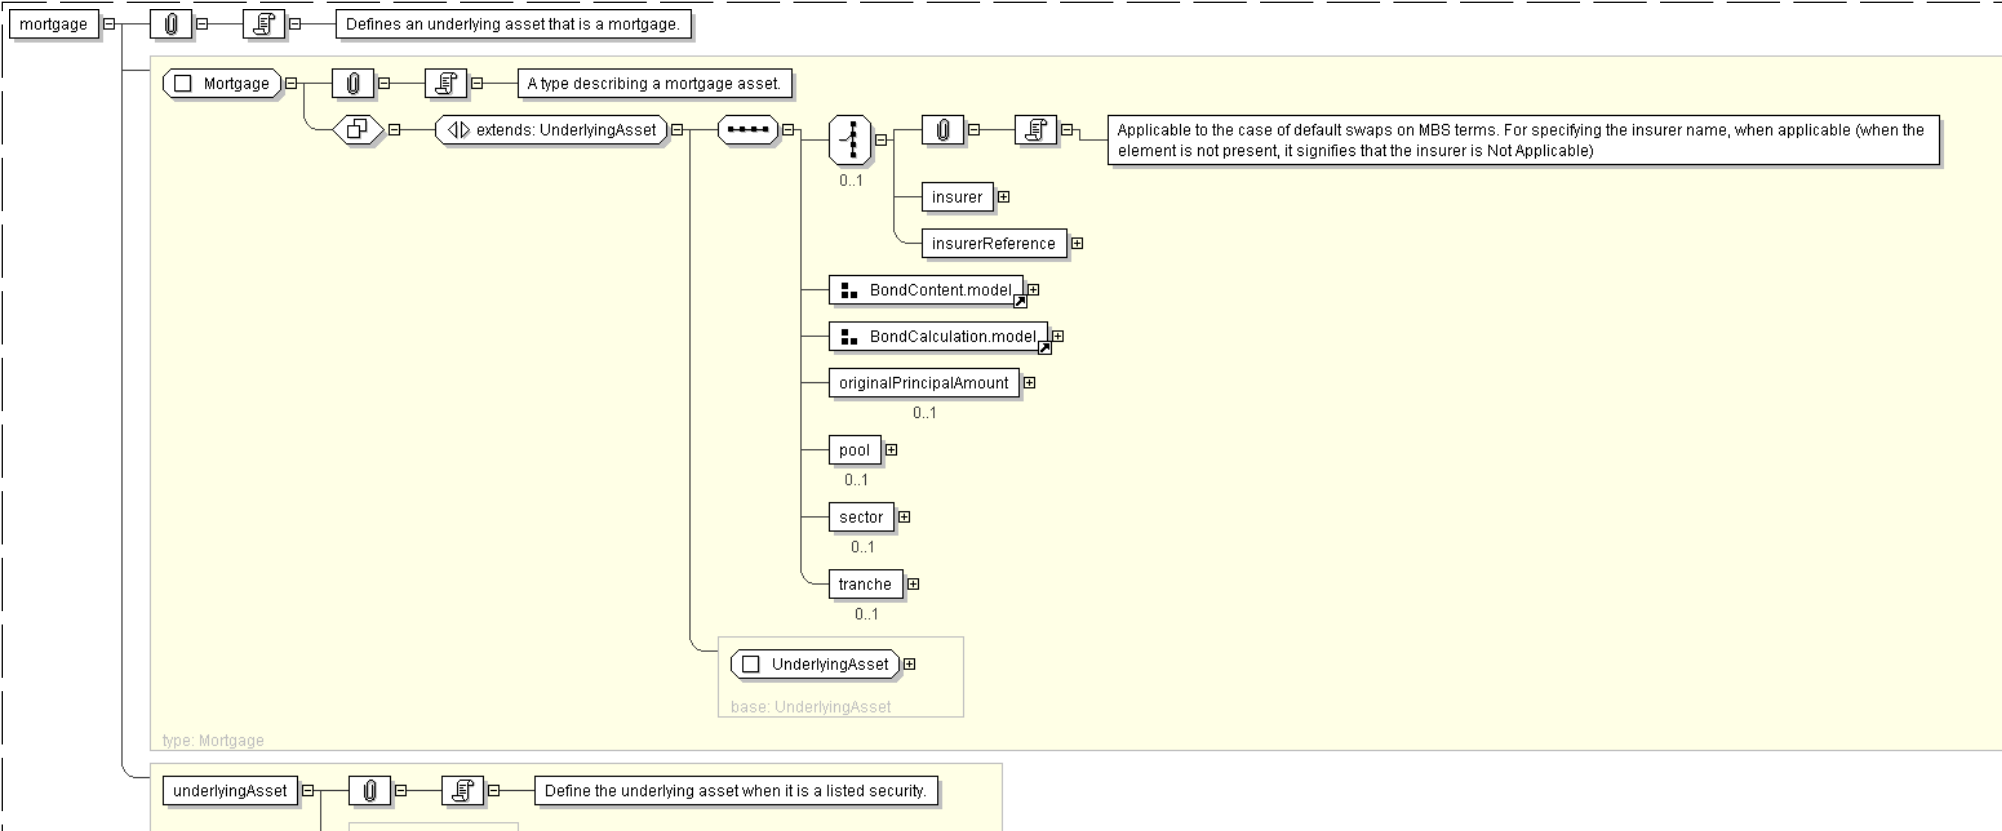 mortgage
Defines an underlying asset that is a mortgage.
Mortgage
A type describing a mortgage asset.
extends: UnderlyingAsset
0..1
Applicable to the case of default swaps on MBS terms. For specifying the insurer name, when applicable (when the
element is not present, it signifies that the insurer is Not Applicable)
insurer
insurerReference
BondContent.model
BondCalculation.model
originalPrincipalAmount
0..1
pool
0..1
sector
0..1
tranche
0..1
UnderlyingAsset
base: UnderlyingAsset
type: Mortgage
underlyingAsset
Define the underlying asset when it is a listed security.